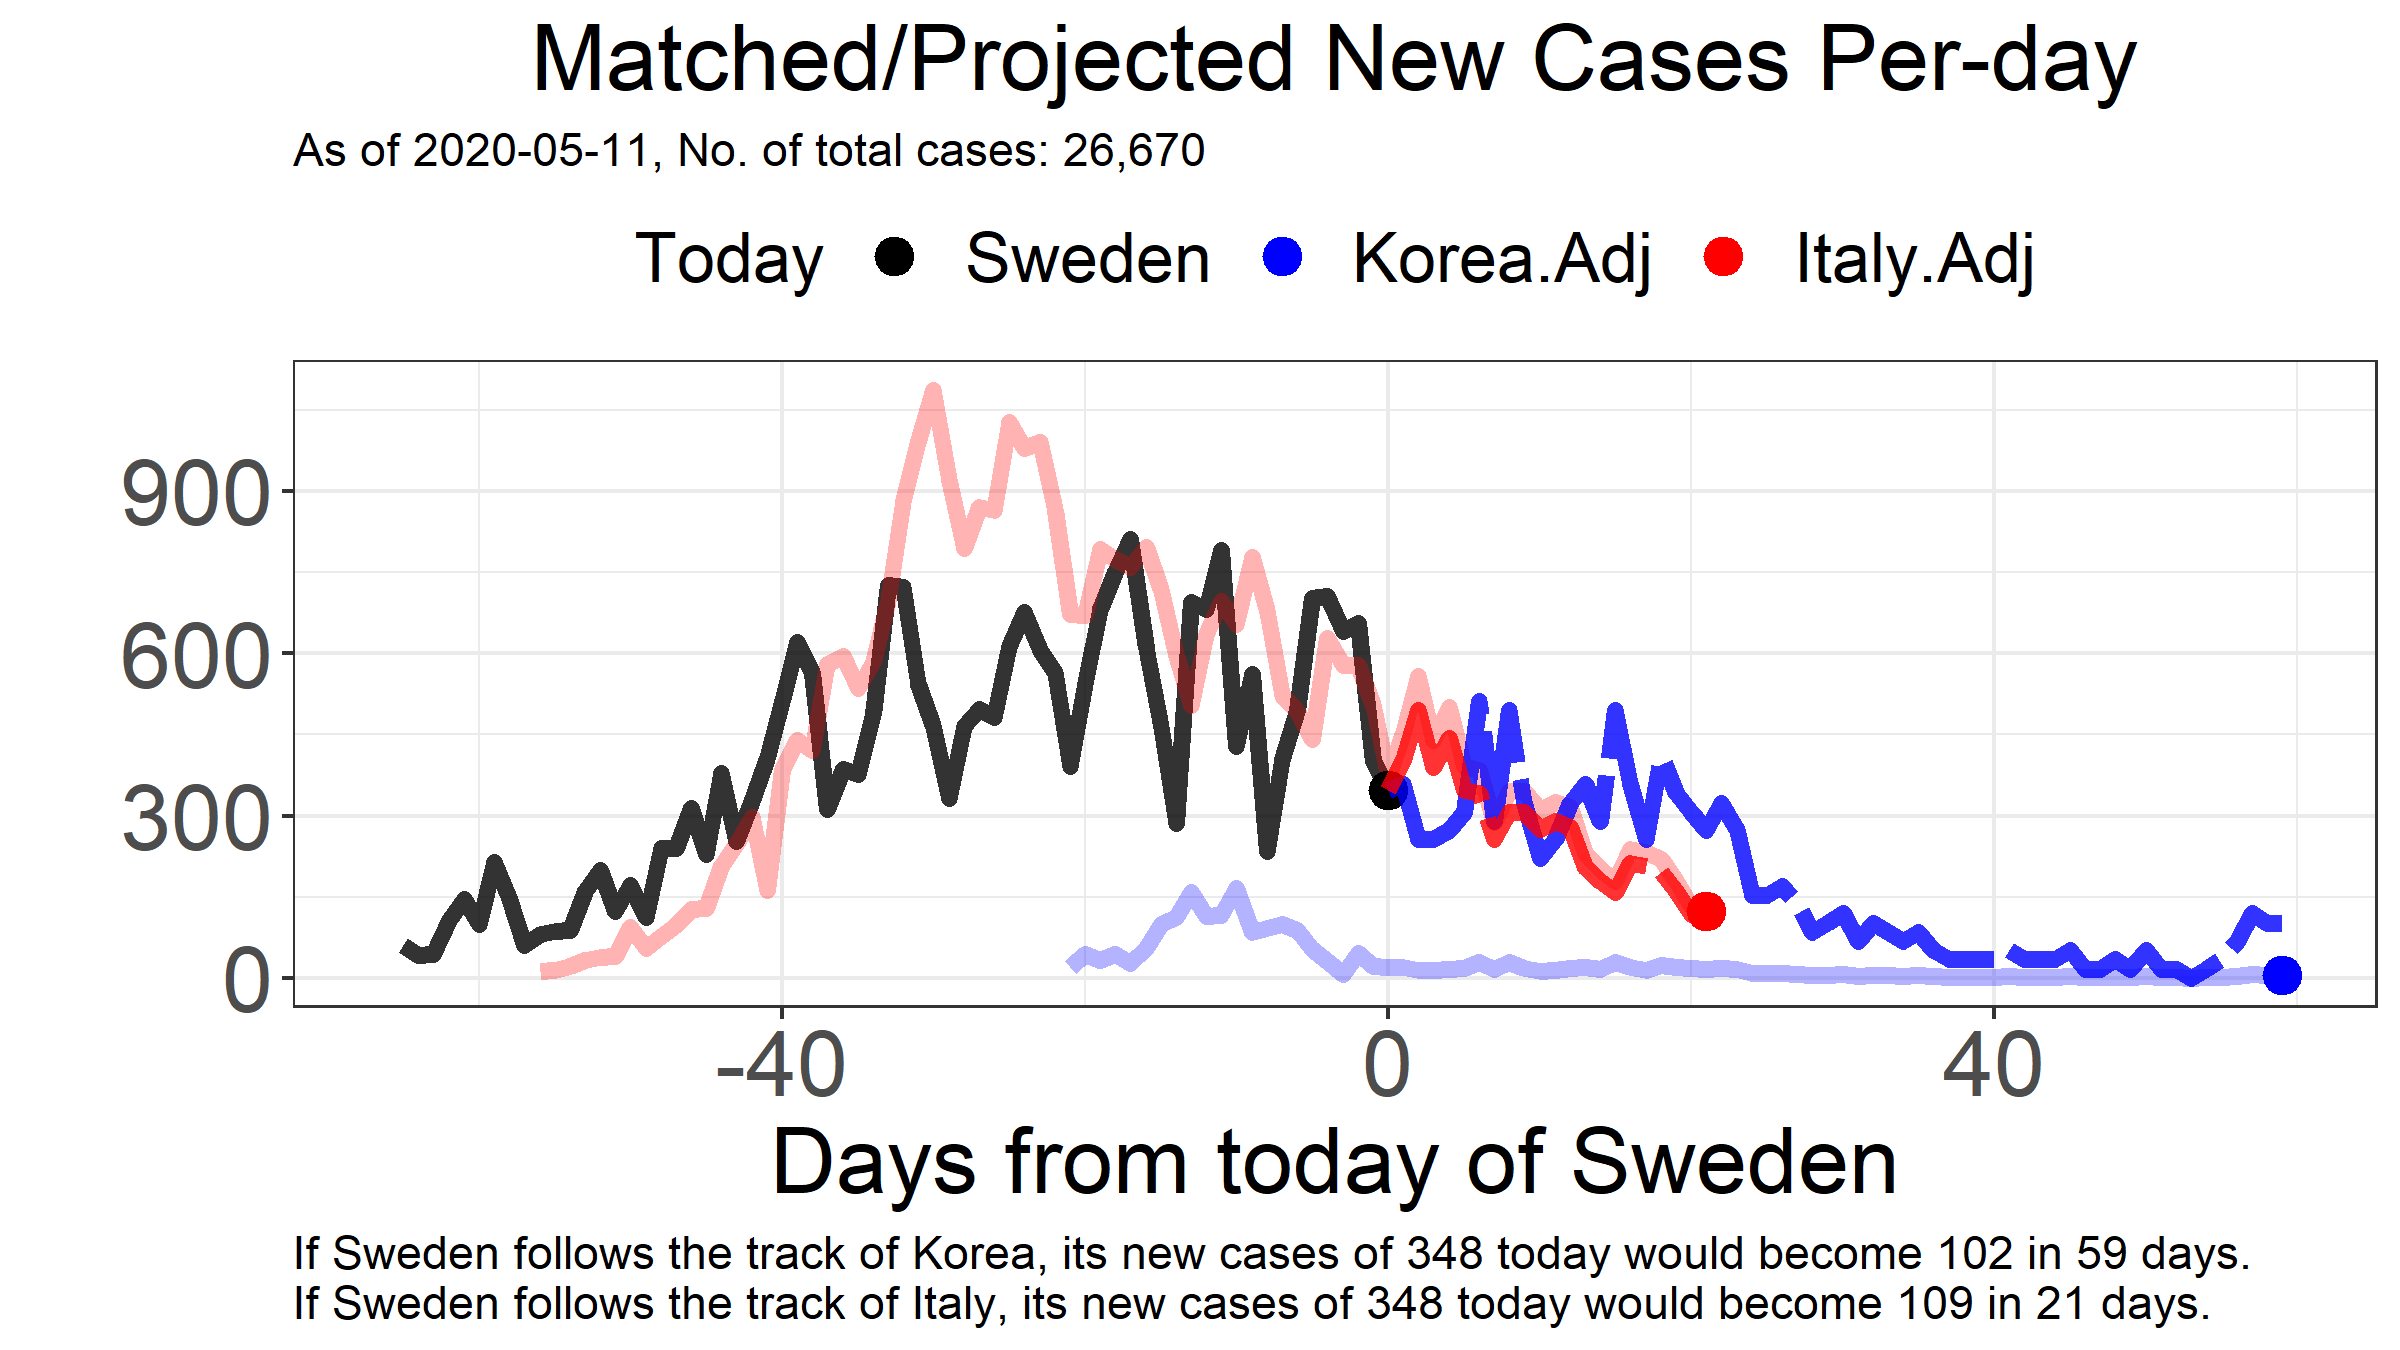 Matched/Projected New Cases Per-day
As of 2020-05-11, No. of total cases: 26,670
Today Sweden Korea.Adj Italy.Adj
900
600
300
0
-40 0 40
Days from today of Sweden
If Sweden follows the track of Korea, its new cases of 348 today would become 102 in 59 days.
If Sweden follows the track of Italy, its new cases of 348 today would become 109 in 21 days.